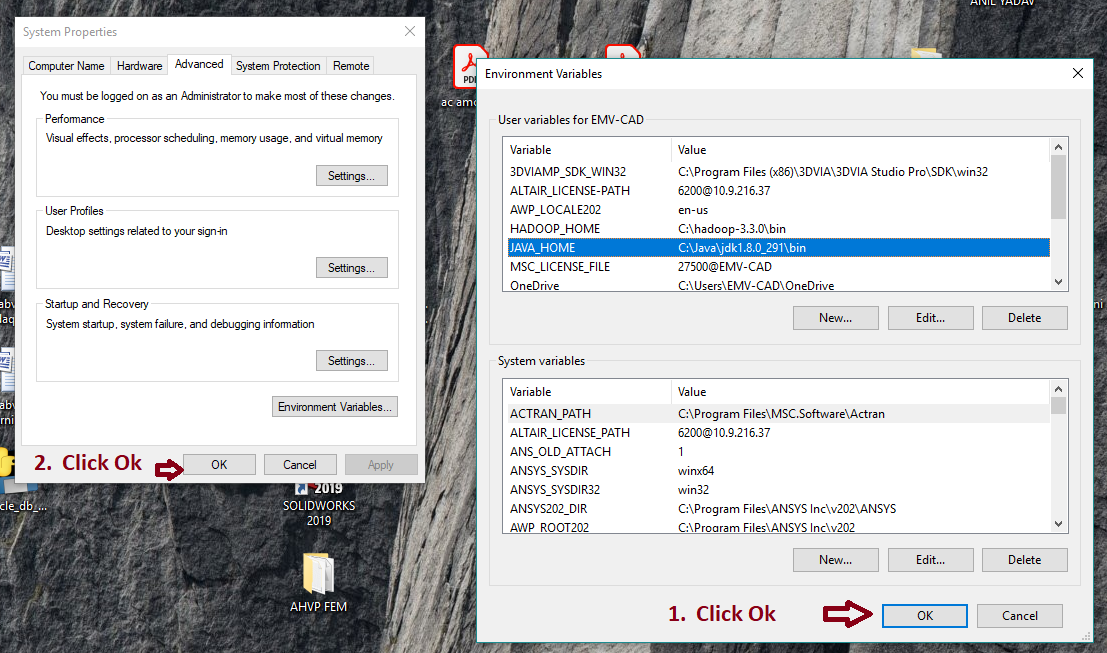 ANIL YADAV
System Properties
Computer Name Hardware Advanced System Protection Remote
You must be logged on as an Administrator to make most of these changes.
Performance
Visual effects, processor scheduling, memory usage, and virtual memory
Settings...
User Profiles
Desktop settings related to your sign-in
Settings...
Startup and Recovery
System startup, system failure, and debugging information
Settings...
Environment Variables...
2. Click Ok
OK Cancel Apply
PDF
ac amo
Environment Variables
User variables for EMV-CAD
Variable Value
3DVIAMP_SDK_WIN32 C:\Program Files (x86)\3DVIA\3DVIA Studio Pro\SDK\win32
ALTAIR_LICENSE-PATH 6200@10.9.216.37
AWP_LOCALE202 en-us
HADOOP_HOME C:\hadoop-3.3.0\bin
JAVA_HOME C:\Java\jdk1.8.0_291\bin
MSC_LICENSE_FILE 27500@EMV-CAD
OneDrive C:\Users\EMV-CAD\OneDrive
New... Edit... Delete
System variables
Variable Value
ACTRAN_PATH C:\Program Files\MSC.Software\Actran
ALTAIR_LICENSE_PATH 6200@10.9.216.37
ANS_OLD_ATTACH 1
ANSYS_SYSDIR winx64
ANSYS_SYSDIR32 win32
ANSYS202_DIR C:\Program Files\ANSYS Inc\v202\ANSYS
AWP_ROOT202 C:\Program Files\ANSYS Inc\v202
New... Edit... Delete
1. Click Ok
OK Cancel
cle_db_...
2019
SOLIDWORKS
2019
AHVP FEM